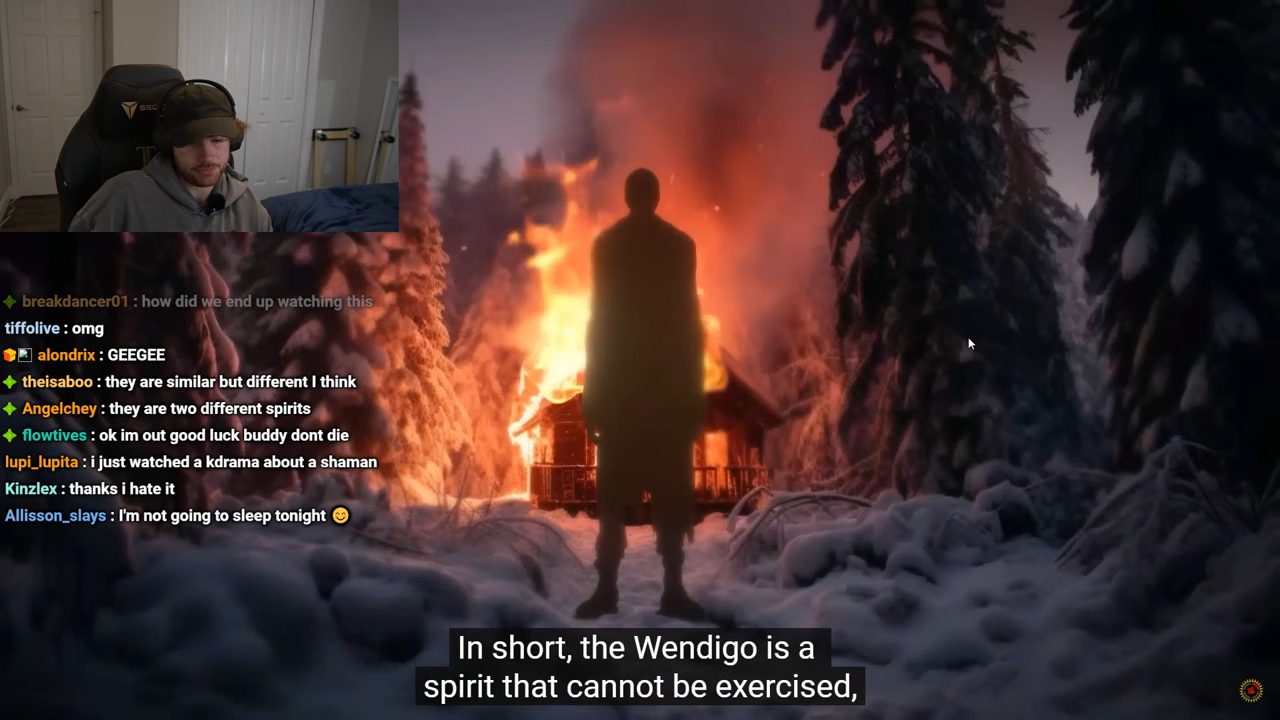 SEC
breakdancer01 : how did we end up watching this
tiffolive : omg
alondrix : GEEGEE
theisaboo : they are similar but different I think
Angelchey : they are two different spirits
flowtives : ok im out good luck buddy dont die
lupi_lupita : i just watched a kdrama about a shaman
Kinzlex : thanks i hate it
Allisson_slays : I'm not going to sleep tonight 😊
In short, the Wendigo is a
spirit that cannot be exercised,